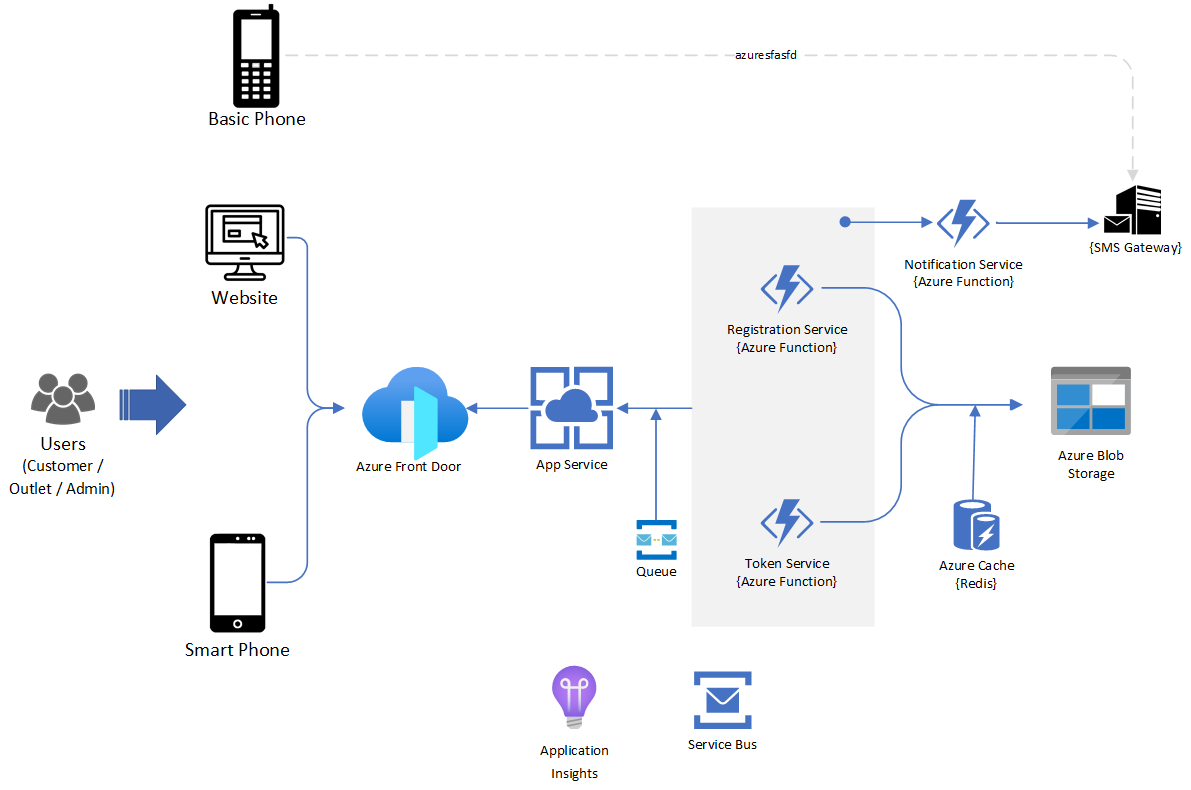 azuresfasfd
Basic Phone
{SMS Gateway}
Notification Service
{Azure Function}
Website
Registration Service
{Azure Function}
Users
(Customer /
Outlet / Admin)
Azure Front Door
App Service
Azure Blob
Storage
Queue
Token Service
{Azure Function}
Azure Cache
{Redis}
Smart Phone
Application
Insights
Service Bus